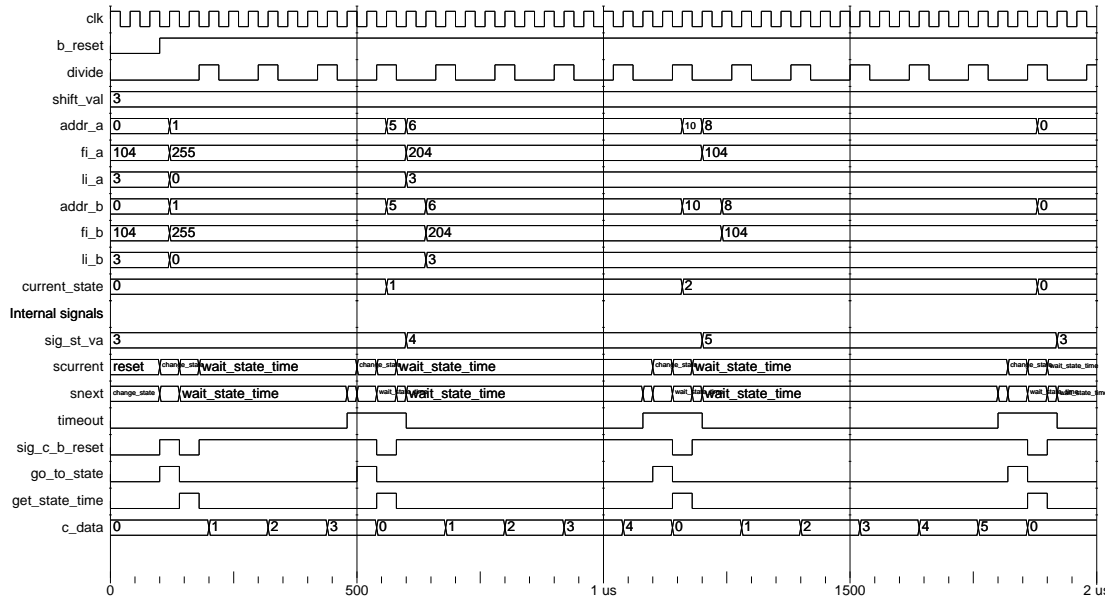 clk
b_reset
divide
shift_val 3
addr_a 0 1 5 6 10 8 0
fi_a 104 255 204 104
li_a 3 0 3
addr_b 0 1 5 6 10 8 0
fi_b 104 255 204 104
li_b 3 0 3
current_state 0 1 2 0
Internal signals
sig_st_va 3 4 5 3
scurrent reset wait_state_time wait_state_time wait_state_time wait_state_time
snext change_state wait_state_time wait_state_time wait_state_time
timeout
sig_c_b_reset
go_to_state
get_state_time
c_data 0 1 2 3 0 1 2 3 4 0 1 2 3 4 5 0
0 500 1 us 1500 2 us